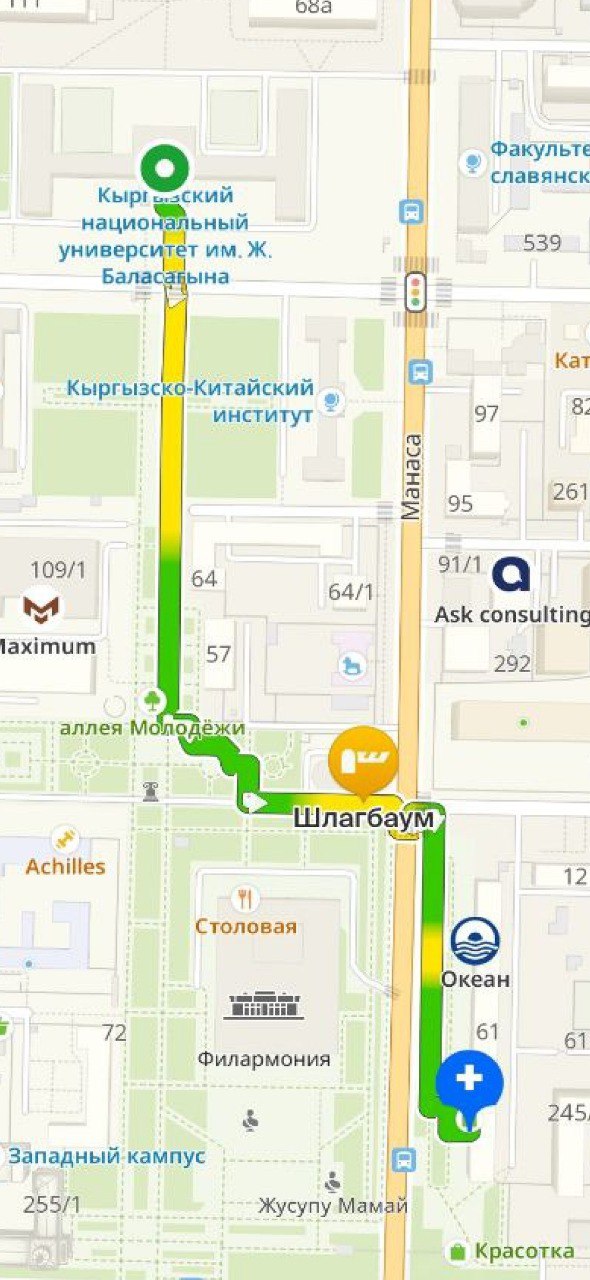 68а
Факульте
славянск
Кыргызский
национальный
университет им. Ж.
Баласагына
539
Кат
Кыргызско-Китайский
институт
97
82
Манаса
95
261
109/1
64
64/1
91/1
Ask consulting
Maximum
57
292
аллея Молодёжи
Шлагбаум
Achilles
12
Столовая
Океан
72
61
61
Филармония
245/
Западный кампус
255/1
Жусупу Мамай
Красотка